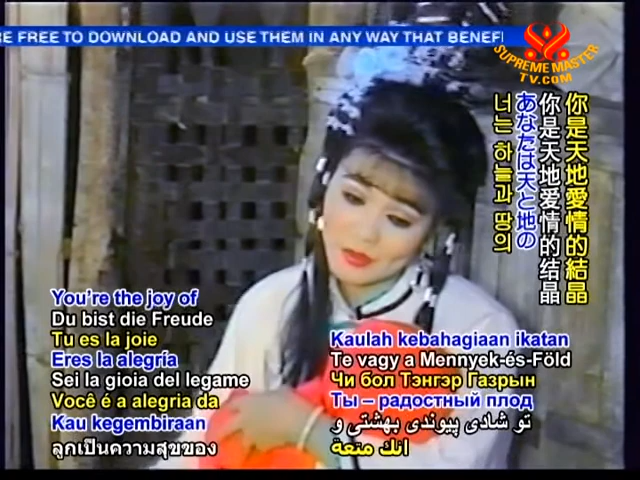 E FREE TO DOWNLOAD AND USE THEM IN ANY WAY THAT BENEF
SUPREME MASTER
TV.COM
你是天地愛情的結晶
你是天地爱情的结晶
あなたは天と地の
너는 하늘과 땅의
You're the joy of
Du bist die Freude
Tu es la joie
Eres la alegría
Sei la gioia del legame
Você é a alegria da
Kau kegembiraan
ลูกเป็นความสุขของ
Kaulah kebahagiaan ikatan
Te vagy a Mennyek-és-Föld
Чи бол Тэнгэр Газрын
Ты – радостный плод
تو شادی پیوندی بهشتی و
انك متعة